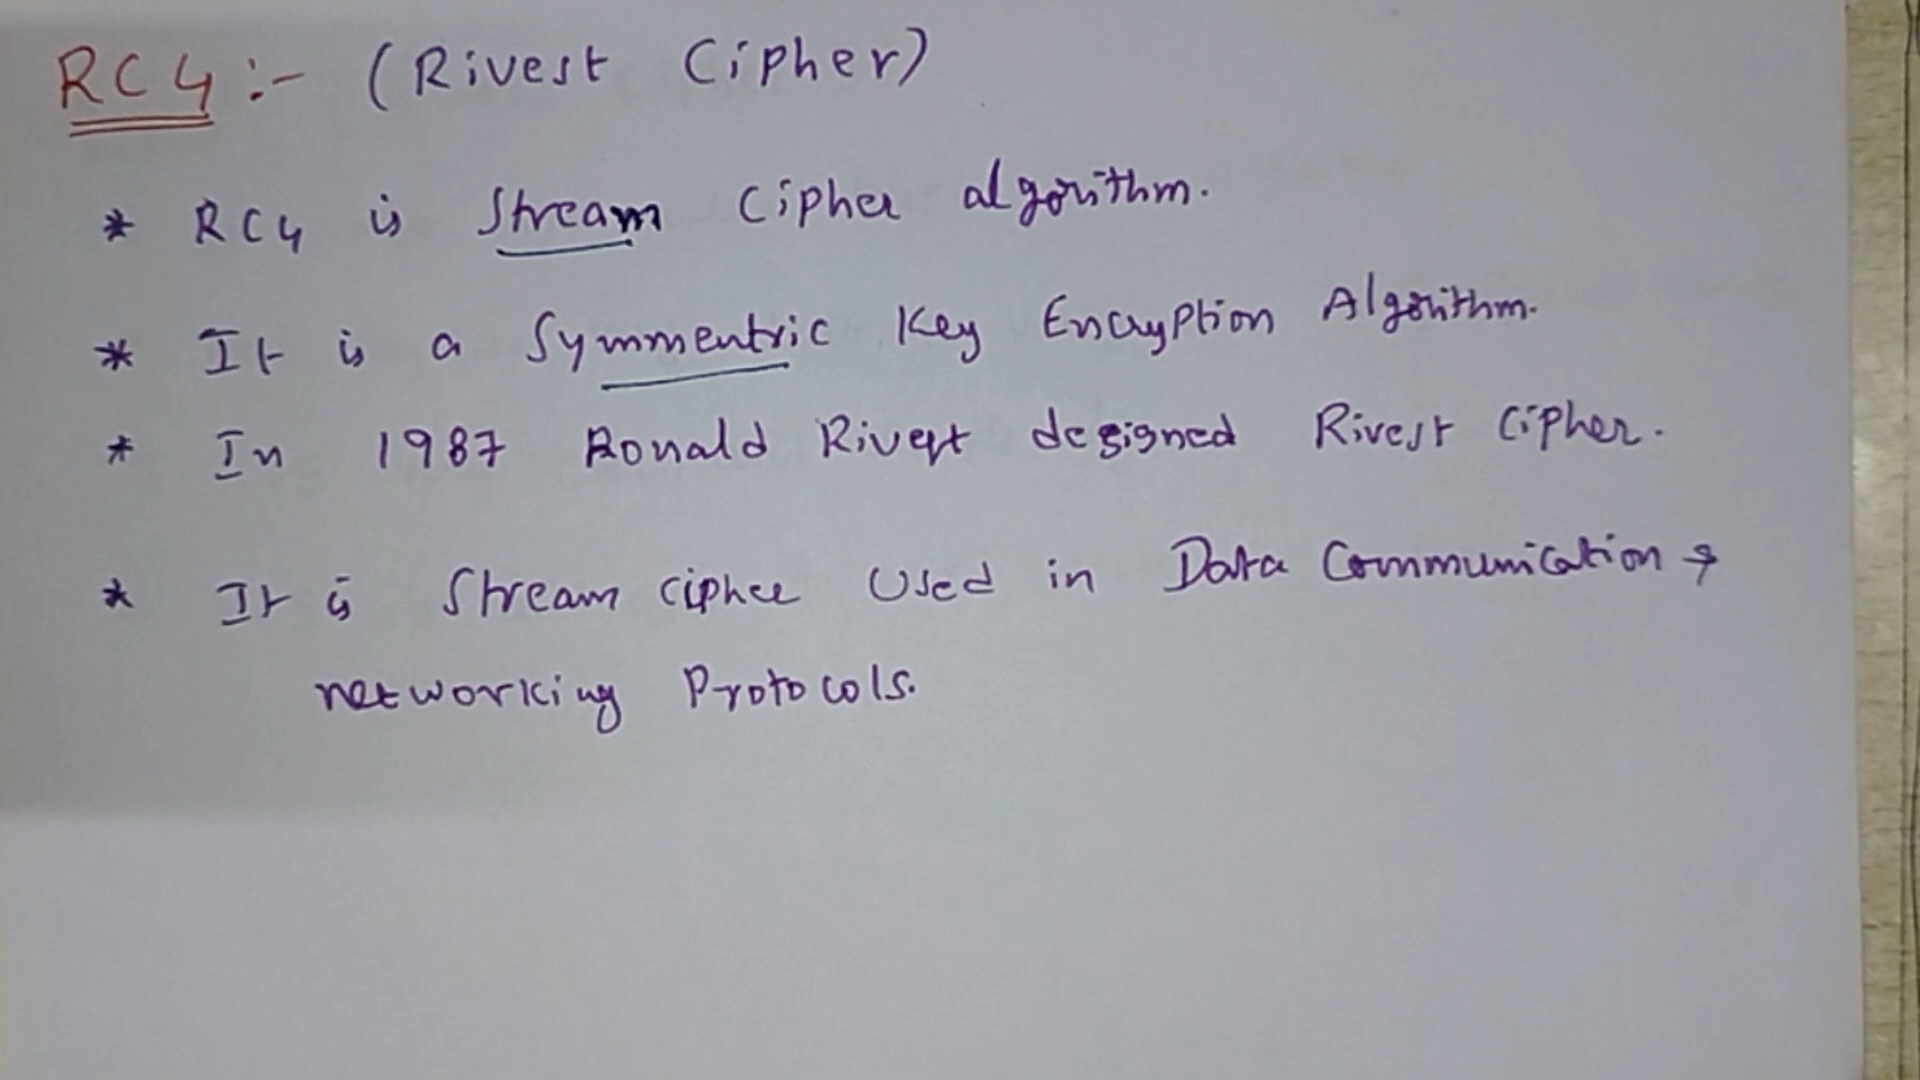 RC4 :- (Rivest Cipher)
* RC4 is Stream Cipher algorithm.
* It is a Symmentric Key Encryption Algorithm.
* In 1987 Ronald Rivest designed Rivest Cipher.
* It is Stream cipher Used in Data Communication &
networking Protocols.